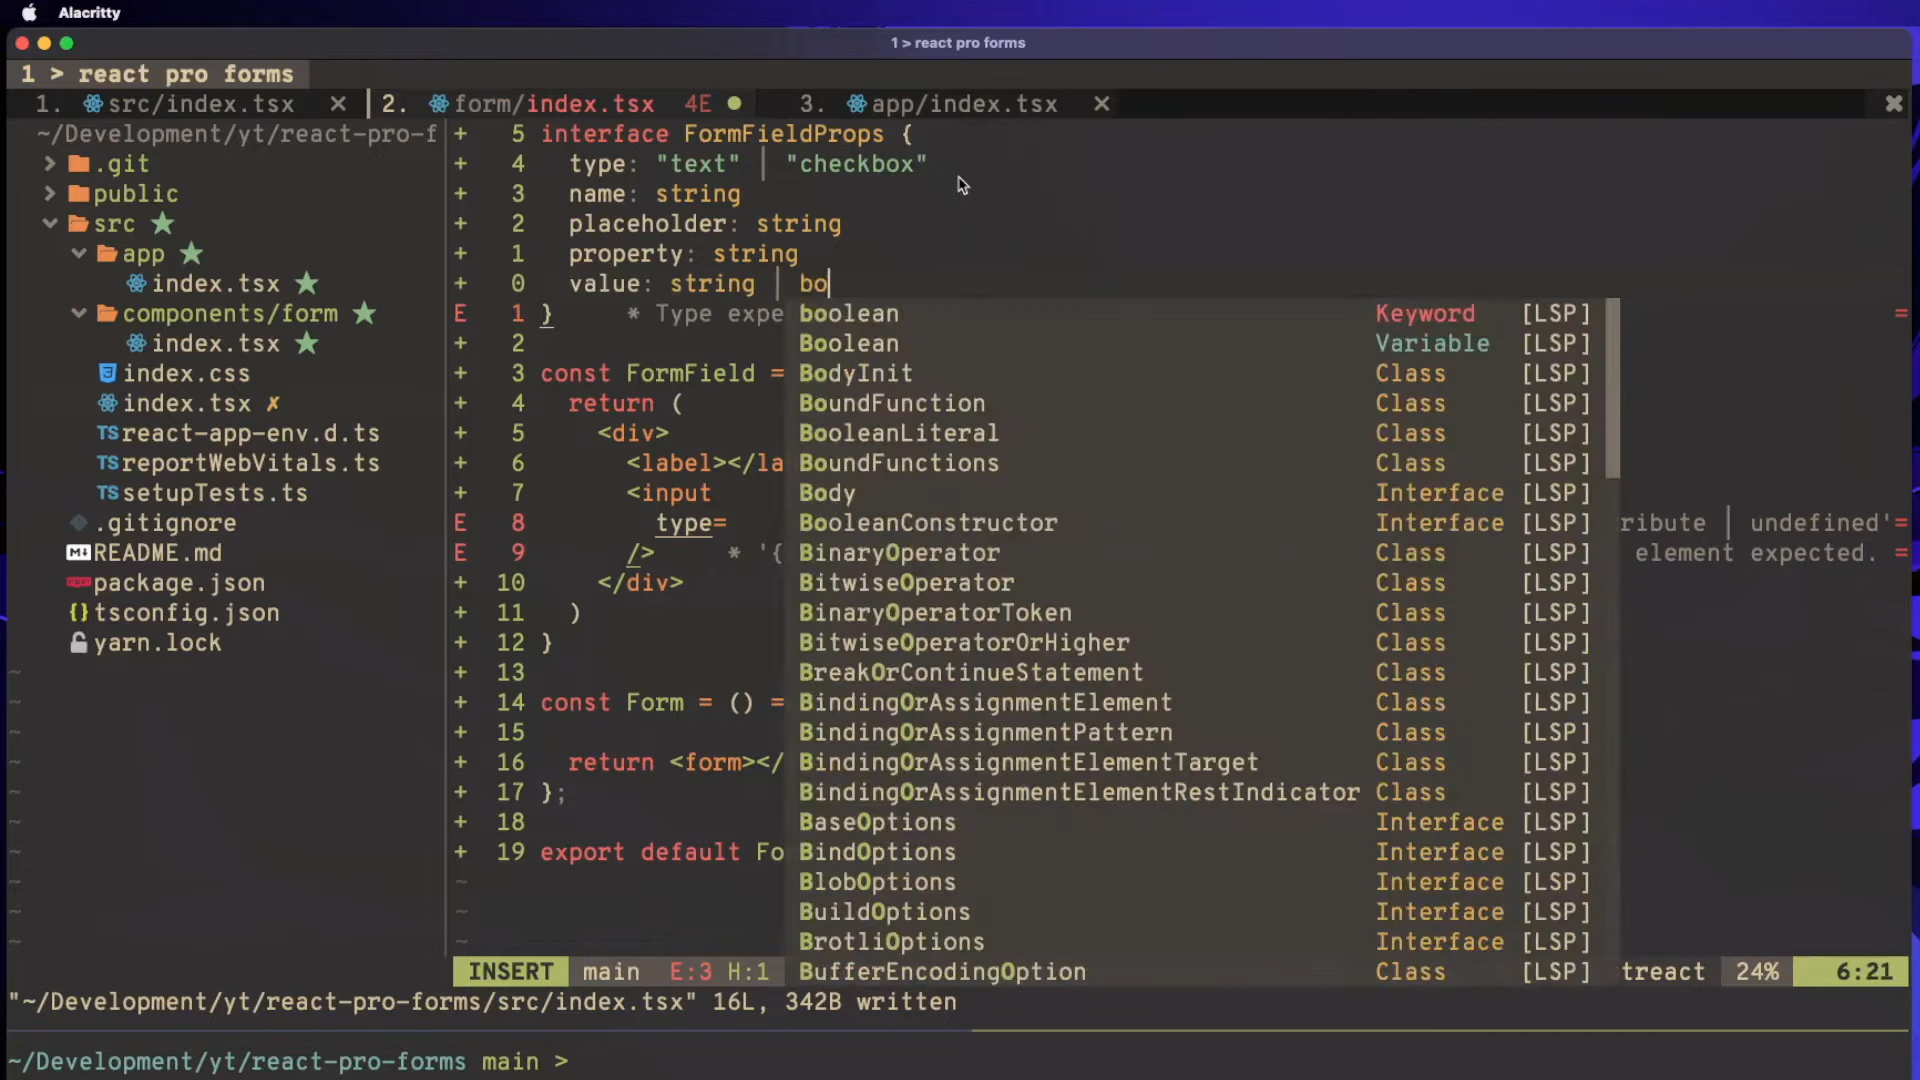 Alacritty
1 > react pro forms
1 > react pro forms
1. src/index.tsx × 2. form/index.tsx 4E ● 3. app/index.tsx ×
~/Development/yt/react-pro-f
.git
public
src ★
app ★
index.tsx ★
components/form ★
index.tsx ★
index.css
index.tsx ✗
TS react-app-env.d.ts
TS reportWebVitals.ts
TS setupTests.ts
.gitignore
M↓ README.md
package.json
{} tsconfig.json
yarn.lock
+ 5 interface FormFieldProps {
+ 4 type: "text" | "checkbox"
+ 3 name: string
+ 2 placeholder: string
+ 1 property: string
+ 0 value: string | bo
E 1 } * Type expe
+ 2
+ 3 const FormField =
+ 4 return (
+ 5 <div>
+ 6 <label></la
+ 7 <input
E 8 type= ribute | undefined'=
E 9 /> * '{ element expected. =
+ 10 </div>
+ 11 )
+ 12 }
+ 13
+ 14 const Form = () =
+ 15
+ 16 return <form></
+ 17 };
+ 18
+ 19 export default Fo
boolean Keyword [LSP]
Boolean Variable [LSP]
BodyInit Class [LSP]
BoundFunction Class [LSP]
BooleanLiteral Class [LSP]
BoundFunctions Class [LSP]
Body Interface [LSP]
BooleanConstructor Interface [LSP]
BinaryOperator Class [LSP]
BitwiseOperator Class [LSP]
BinaryOperatorToken Class [LSP]
BitwiseOperatorOrHigher Class [LSP]
BreakOrContinueStatement Class [LSP]
BindingOrAssignmentElement Class [LSP]
BindingOrAssignmentPattern Class [LSP]
BindingOrAssignmentElementTarget Class [LSP]
BindingOrAssignmentElementRestIndicator Class [LSP]
BaseOptions Interface [LSP]
BindOptions Interface [LSP]
BlobOptions Interface [LSP]
BuildOptions Interface [LSP]
BrotliOptions Interface [LSP]
BufferEncodingOption Class [LSP]
INSERT main E:3 H:1 treact 24% 6:21
"~/Development/yt/react-pro-forms/src/index.tsx" 16L, 342B written
~/Development/yt/react-pro-forms main >